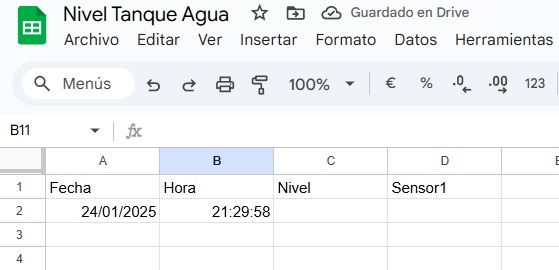 Nivel Tanque Agua Guardado en Drive
Archivo Editar Ver Insertar Formato Datos Herramientas
Menús 100% € % .0 .00 123
B11 fx
A B C D
1 Fecha Hora Nivel Sensor1
2 24/01/2025 21:29:58
3
4